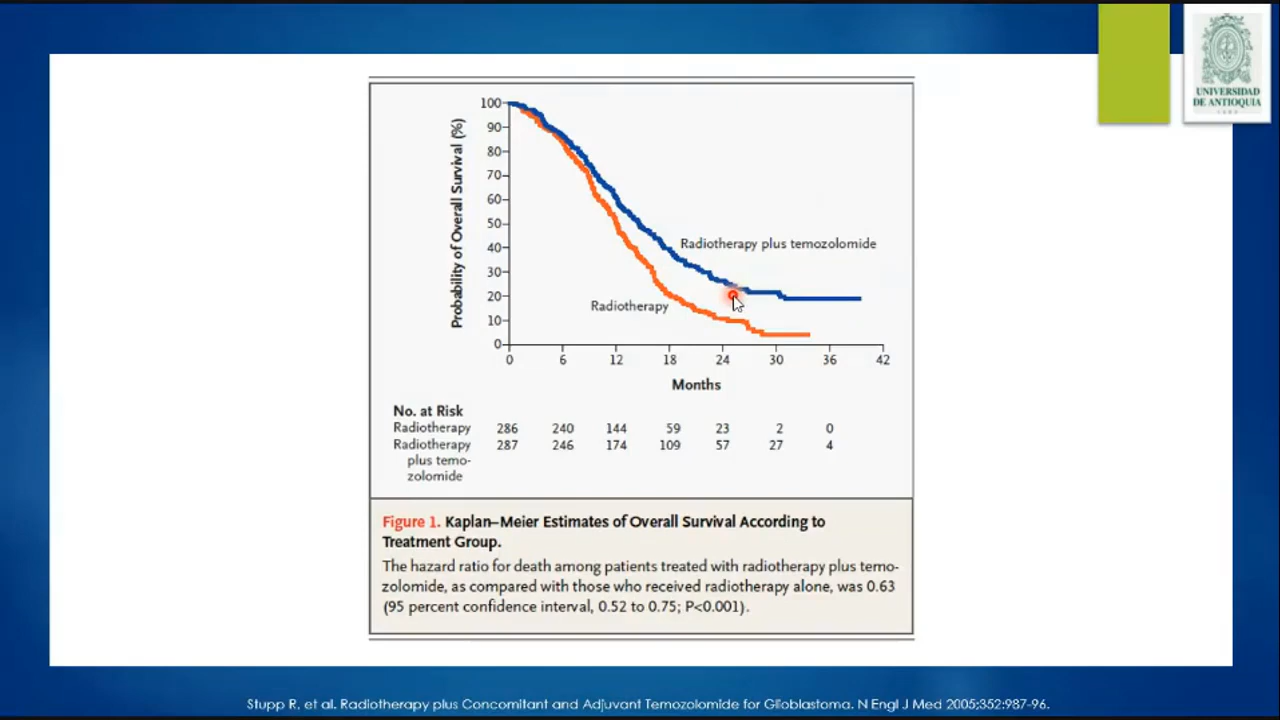 UNIVERSIDAD
DE ANTIOQUIA
Probability of Overall Survival (%)
100
90
80
70
60
50
40
30
20
10
0
Radiotherapy plus temozolomide
Radiotherapy
0 6 12 18 24 30 36 42
Months
No. at Risk
Radiotherapy 286 240 144 59 23 2 0
Radiotherapy 287 246 174 109 57 27 4
plus temo-
zolomide
Figure 1. Kaplan–Meier Estimates of Overall Survival According to
Treatment Group.
The hazard ratio for death among patients treated with radiotherapy plus temo-
zolomide, as compared with those who received radiotherapy alone, was 0.63
(95 percent confidence interval, 0.52 to 0.75; P<0.001).
Stupp R, et al. Radiotherapy plus Concomitant and Adjuvant Temozolomide for Glioblastoma. N Engl J Med 2005;352:987-96.